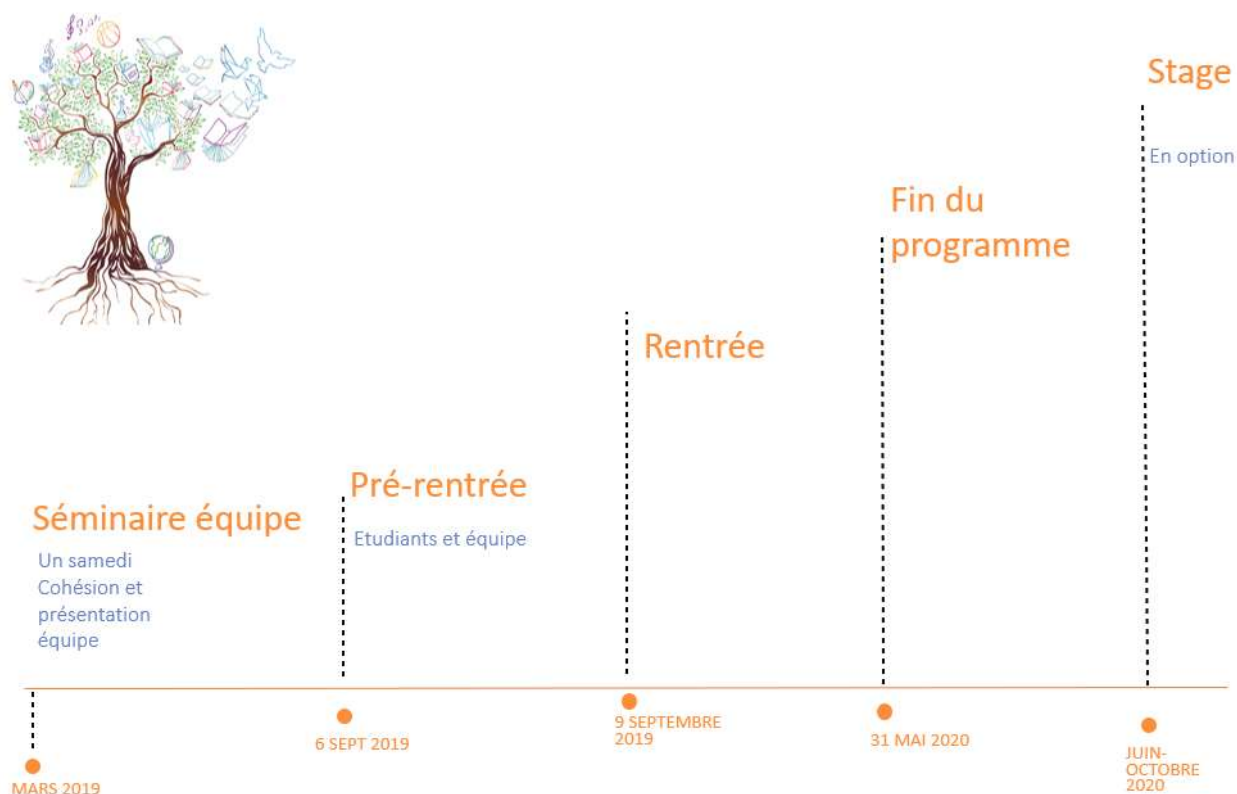 Stage
En option
Fin du
programme
Rentrée
Pré-rentrée
Etudiants et équipe
Séminaire équipe
Un samedi
Cohésion et
présentation
équipe
MARS 2019
6 SEPT 2019
9 SEPTEMBRE
2019
31 MAI 2020
JUIN-
OCTOBRE
2020